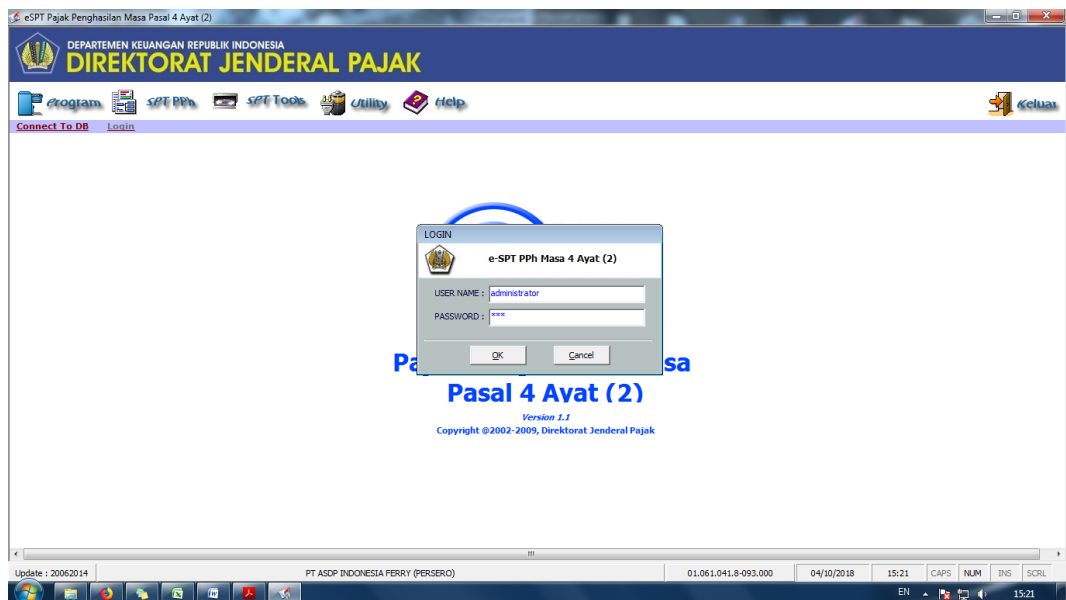 eSPT Pajak Penghasilan Masa Pasal 4 Ayat (2)
DEPARTEMEN KEUANGAN REPUBLIK INDONESIA
DIREKTORAT JENDERAL PAJAK
Program SPT PPh SPT Tools Utility Help Keluar
Connect To DB Login
LOGIN
e-SPT PPh Masa 4 Ayat (2)
USER NAME : administrator
PASSWORD : ***
OK Cancel
Pa sa
Pasal 4 Ayat (2)
Version 1.1
Copyright @2002-2009, Direktorat Jenderal Pajak
Update : 20062014 PT ASDP INDONESIA FERRY (PERSERO) 01.061.041.8-093.000 04/10/2018 15:21 CAPS NUM INS SCRL
EN 15:21